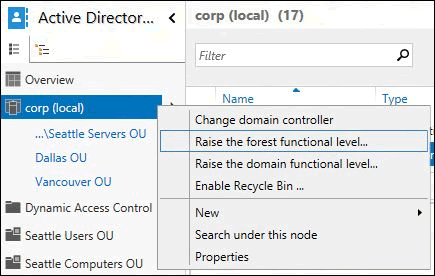 Active Director...
corp (local) (17)
Filter
Overview
Name
Type
corp (local)
...\Seattle Servers OU
Dallas OU
Vancouver OU
Dynamic Access Control
Seattle Users OU
Seattle Computers OU
Change domain controller
Raise the forest functional level...
Raise the domain functional level...
Enable Recycle Bin ...
New
Search under this node
Properties